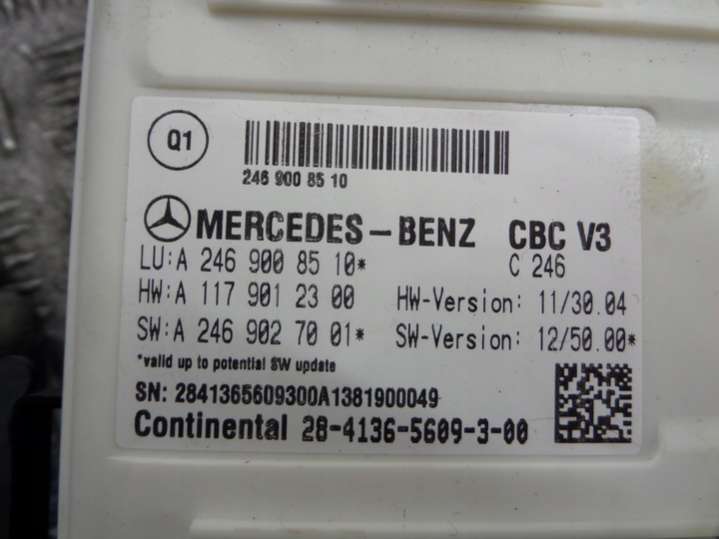 Q1
246 900 85 10
MERCEDES-BENZ CBC V3
LU:A 246 900 85 10* C 246
HW:A 117 901 23 00 HW-Version: 11/30.04
SW:A 246 902 70 01* SW-Version: 12/50.00*
*valid up to potential SW update
SN: 2841365609300A1381900049
Continental 28-4136-5609-3-00